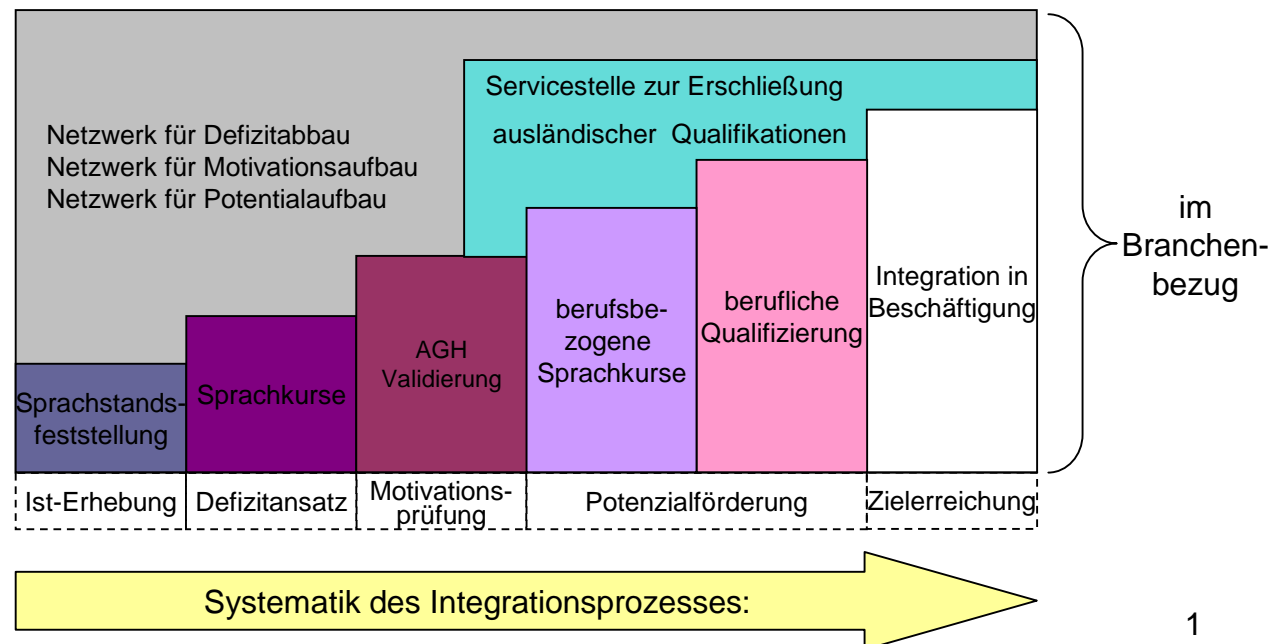 Servicestelle zur Erschließung
ausländischer Qualifikationen
Netzwerk für Defizitabbau
Netzwerk für Motivationsaufbau
Netzwerk für Potentialaufbau
im
Branchen-
bezug
Sprachstands-
feststellung
Sprachkurse
AGH
Validierung
berufsbe-
zogene
Sprachkurse
berufliche
Qualifizierung
Integration in
Beschäftigung
Ist-Erhebung
Defizitansatz
Motivations-
prüfung
Potenzialförderung
Zielerreichung
Systematik des Integrationsprozesses:
1